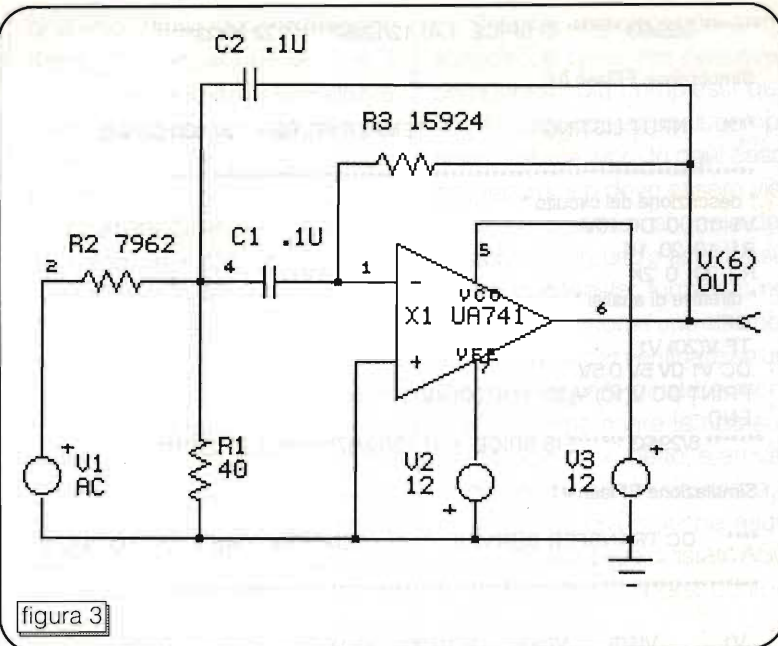 C2 .1U
R3 15924
R2 7962
C1 .1U
2
4
1
5
V(6)
OUT
VCC
X1 UA741
6
VEE
7
V1
AC
R1
40
V2
12
V3
12
figura 3